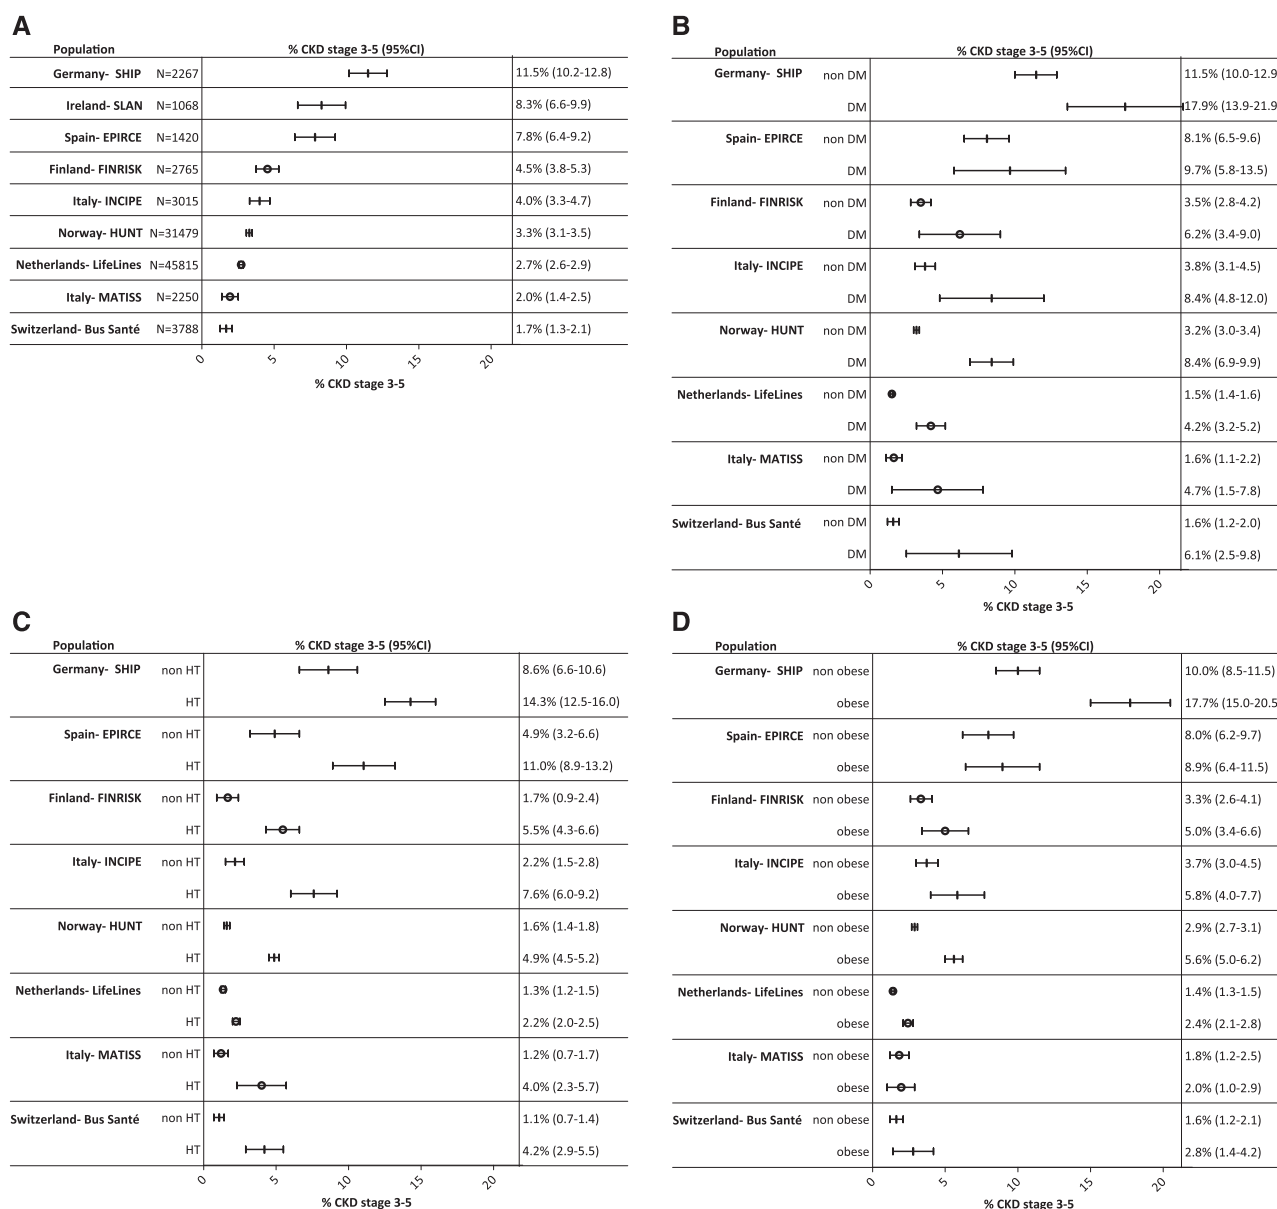 A
Population % CKD stage 3-5 (95%CI)
Germany- SHIP N=2267 11.5% (10.2-12.8)
Ireland-SLAN N=1068 8.3% (6.6-9.9)
Spain- EPIRCE N=1420 7.8% (6.4-9.2)
Finland- FINRISK N=2765 4.5% (3.8-5.3)
Italy- INCIPE N=3015 4.0% (3.3-4.7)
Norway- HUNT N=31479 3.3% (3.1-3.5)
Netherlands- LifeLines N=45815 2.7% (2.6-2.9)
Italy- MATISS N=2250 2.0% (1.4-2.5)
Switzerland- Bus Santé N=3788 1.7% (1.3-2.1)
0 5 10 15 20
% CKD stage 3-5
B
Population % CKD stage 3-5 (95%CI)
Germany- SHIP non DM 11.5% (10.0-12.9
DM 17.9% (13.9-21.9
Spain- EPIRCE non DM 8.1% (6.5-9.6)
DM 9.7% (5.8-13.5)
Finland- FINRISK non DM 3.5% (2.8-4.2)
DM 6.2% (3.4-9.0)
Italy- INCIPE non DM 3.8% (3.1-4.5)
DM 8.4% (4.8-12.0)
Norway- HUNT non DM 3.2% (3.0-3.4)
DM 8.4% (6.9-9.9)
Netherlands- LifeLines non DM 1.5% (1.4-1.6)
DM 4.2% (3.2-5.2)
Italy- MATISS non DM 1.6% (1.1-2.2)
DM 4.7% (1.5-7.8)
Switzerland- Bus Santé non DM 1.6% (1.2-2.0)
DM 6.1% (2.5-9.8)
0 5 10 15 20
% CKD stage 3-5
C
Population % CKD stage 3-5 (95%CI)
Germany- SHIP non HT 8.6% (6.6-10.6)
HT 14.3% (12.5-16.0)
Spain- EPIRCE non HT 4.9% (3.2-6.6)
HT 11.0% (8.9-13.2)
Finland- FINRISK non HT 1.7% (0.9-2.4)
HT 5.5% (4.3-6.6)
Italy- INCIPE non HT 2.2% (1.5-2.8)
HT 7.6% (6.0-9.2)
Norway- HUNT non HT 1.6% (1.4-1.8)
HT 4.9% (4.5-5.2)
Netherlands- LifeLines non HT 1.3% (1.2-1.5)
HT 2.2% (2.0-2.5)
Italy- MATISS non HT 1.2% (0.7-1.7)
HT 4.0% (2.3-5.7)
Switzerland- Bus Santé non HT 1.1% (0.7-1.4)
HT 4.2% (2.9-5.5)
0 5 10 15 20
% CKD stage 3-5
D
Population % CKD stage 3-5 (95%CI)
Germany- SHIP non obese 10.0% (8.5-11.5)
obese 17.7% (15.0-20.5
Spain- EPIRCE non obese 8.0% (6.2-9.7)
obese 8.9% (6.4-11.5)
Finland- FINRISK non obese 3.3% (2.6-4.1)
obese 5.0% (3.4-6.6)
Italy- INCIPE non obese 3.7% (3.0-4.5)
obese 5.8% (4.0-7.7)
Norway- HUNT non obese 2.9% (2.7-3.1)
obese 5.6% (5.0-6.2)
Netherlands- LifeLines non obese 1.4% (1.3-1.5)
obese 2.4% (2.1-2.8)
Italy- MATISS non obese 1.8% (1.2-2.5)
obese 2.0% (1.0-2.9)
Switzerland- Bus Santé non obese 1.6% (1.2-2.1)
obese 2.8% (1.4-4.2)
0 5 10 15 20
% CKD stage 3-5